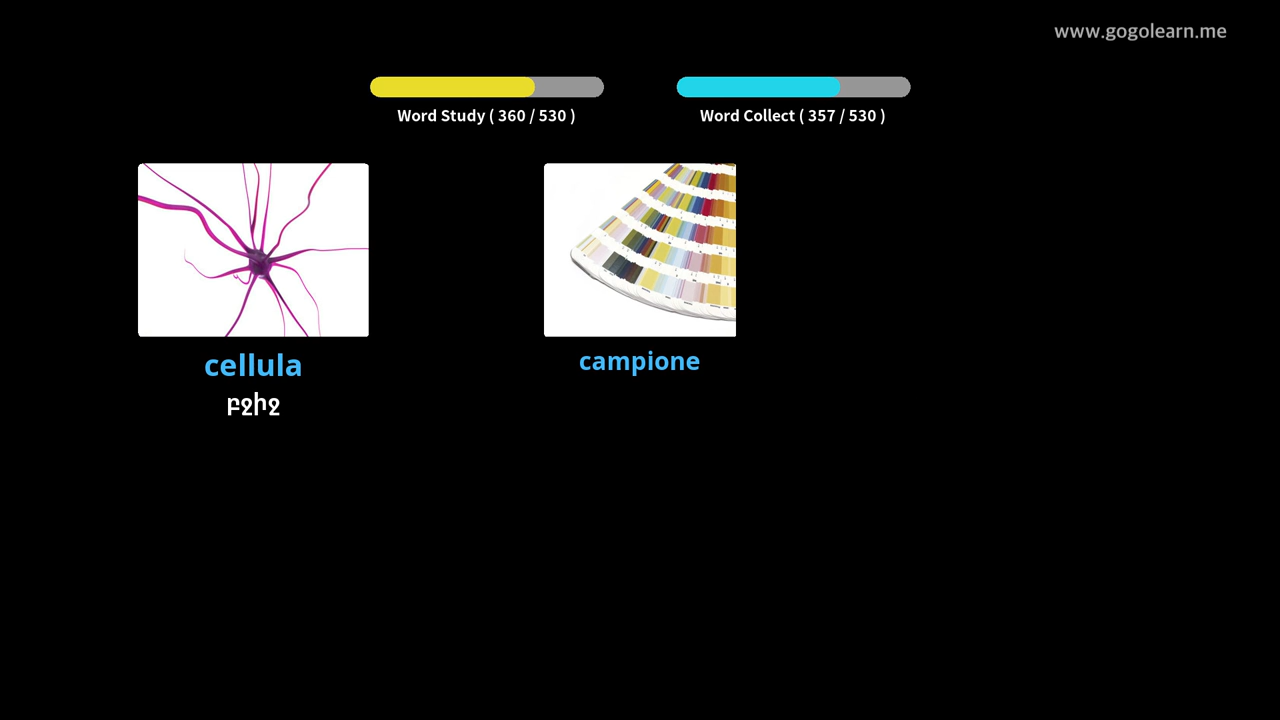 www.gogolearn.me
Word Study ( 360 / 530 )
Word Collect ( 357 / 530 )
cellula
campione
բջիջ